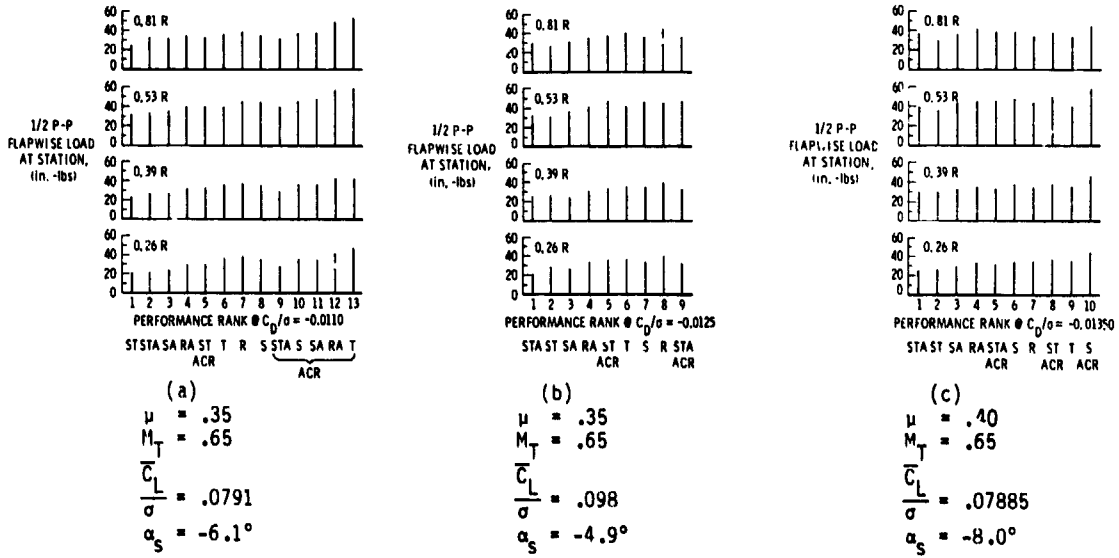 60
40
20
0
0.81 R
60
40
20
0
0.53 R
1/2 P-P
FLAPWISE LOAD
AT STATION,
(in. -lbs)
60
40
20
0
0.39 R
60
40
20
0
0.26 R
1 2 3 4 5 6 7 8 9 10 11 12 13
PERFORMANCE RANK @ C_D/σ = -0.0110
ST STA SA RA ST T R S STA S SA RA T
ACR ACR
(a)
μ = .35
M_T = .65
C̅_L/σ = .0791
α_S = -6.1°
60
40
20
0
0.81 R
60
40
20
0
0.53 R
1/2 P-P
FLAPWISE LOAD
AT STATION,
(in. -lbs)
60
40
20
0
0.39 R
60
40
20
0
0.26 R
1 2 3 4 5 6 7 8 9
PERFORMANCE RANK @ C_D/σ = -0.0125
STA ST SA RA ST T S R STA
ACR ACR
(b)
μ = .35
M_T = .65
C̅_L/σ = .098
α_S = -4.9°
60
40
20
0
0.81 R
60
40
20
0
0.53 R
1/2 P-P
FLAPWISE LOAD
AT STATION,
(in. -lbs)
60
40
20
0
0.39 R
60
40
20
0
0.26 R
1 2 3 4 5 6 7 8 9 10
PERFORMANCE RANK @ C_D/σ = -0.01350
STA ST SA RA STA S R ST T S
ACR ACR ACR
(c)
μ = .40
M_T = .65
C̅_L/σ = .07885
α_S = -8.0°